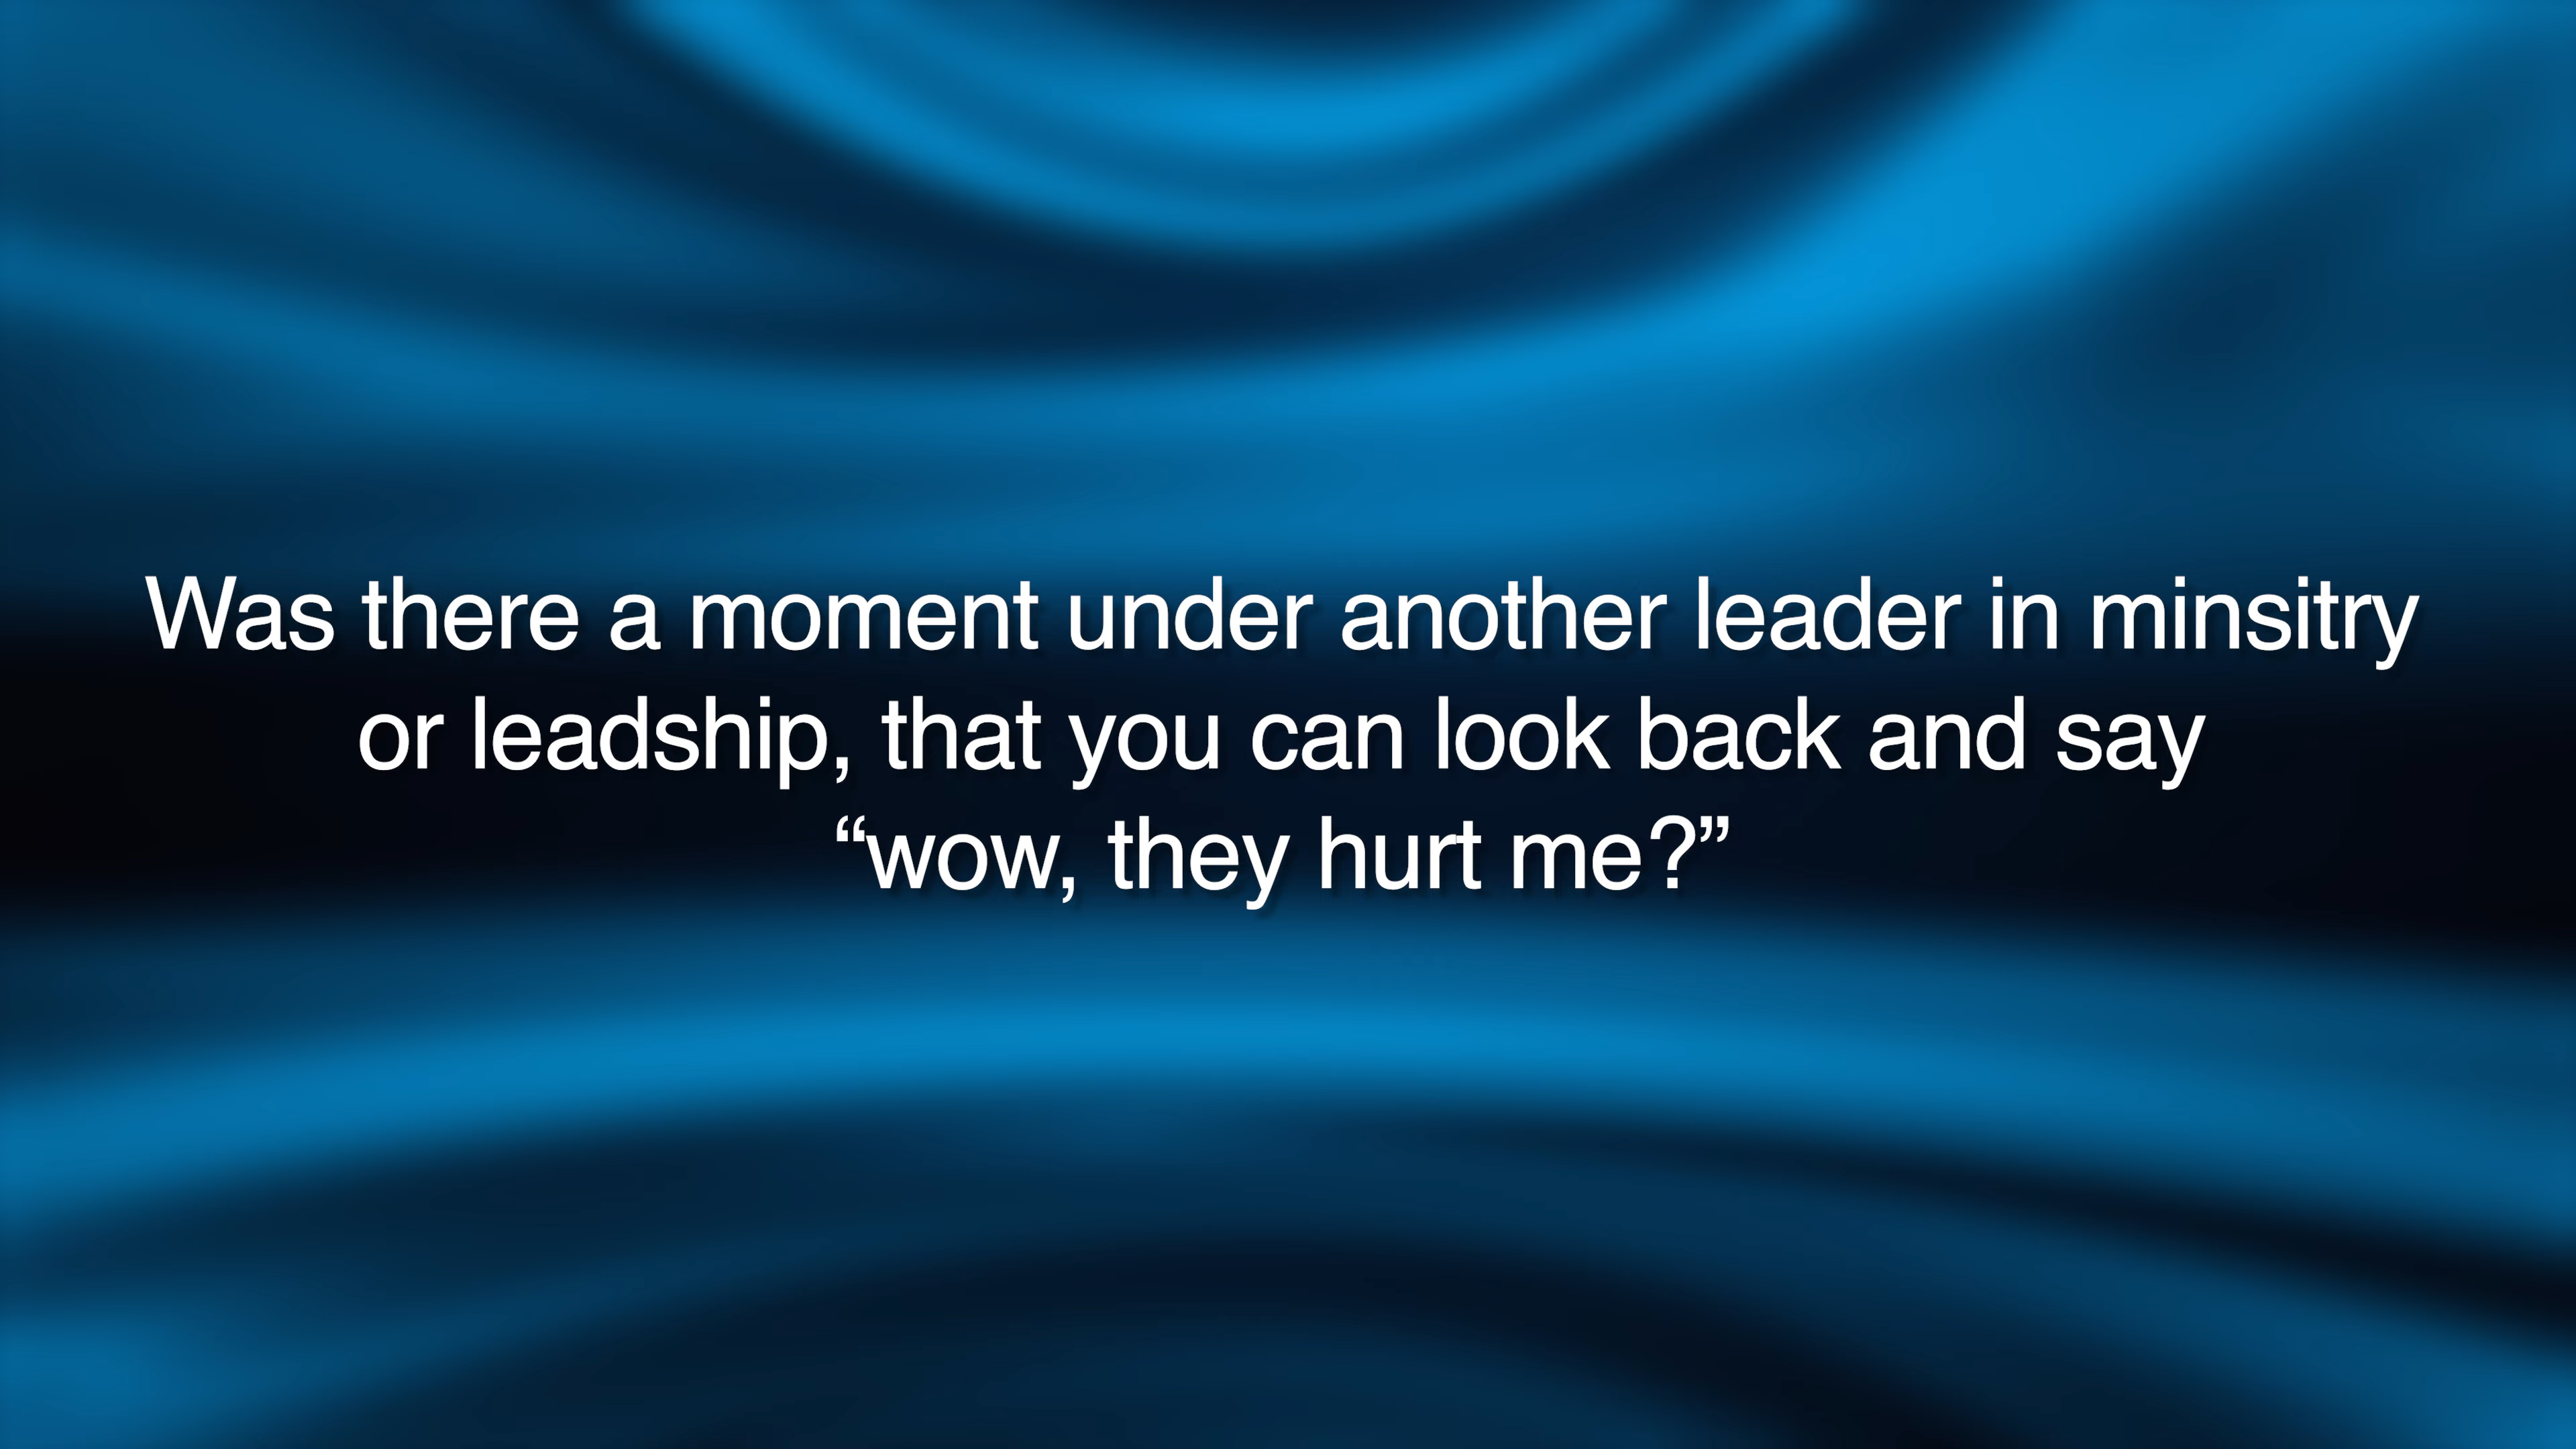 Was there a moment under another leader in minsitry
or leadship, that you can look back and say
“wow, they hurt me?”